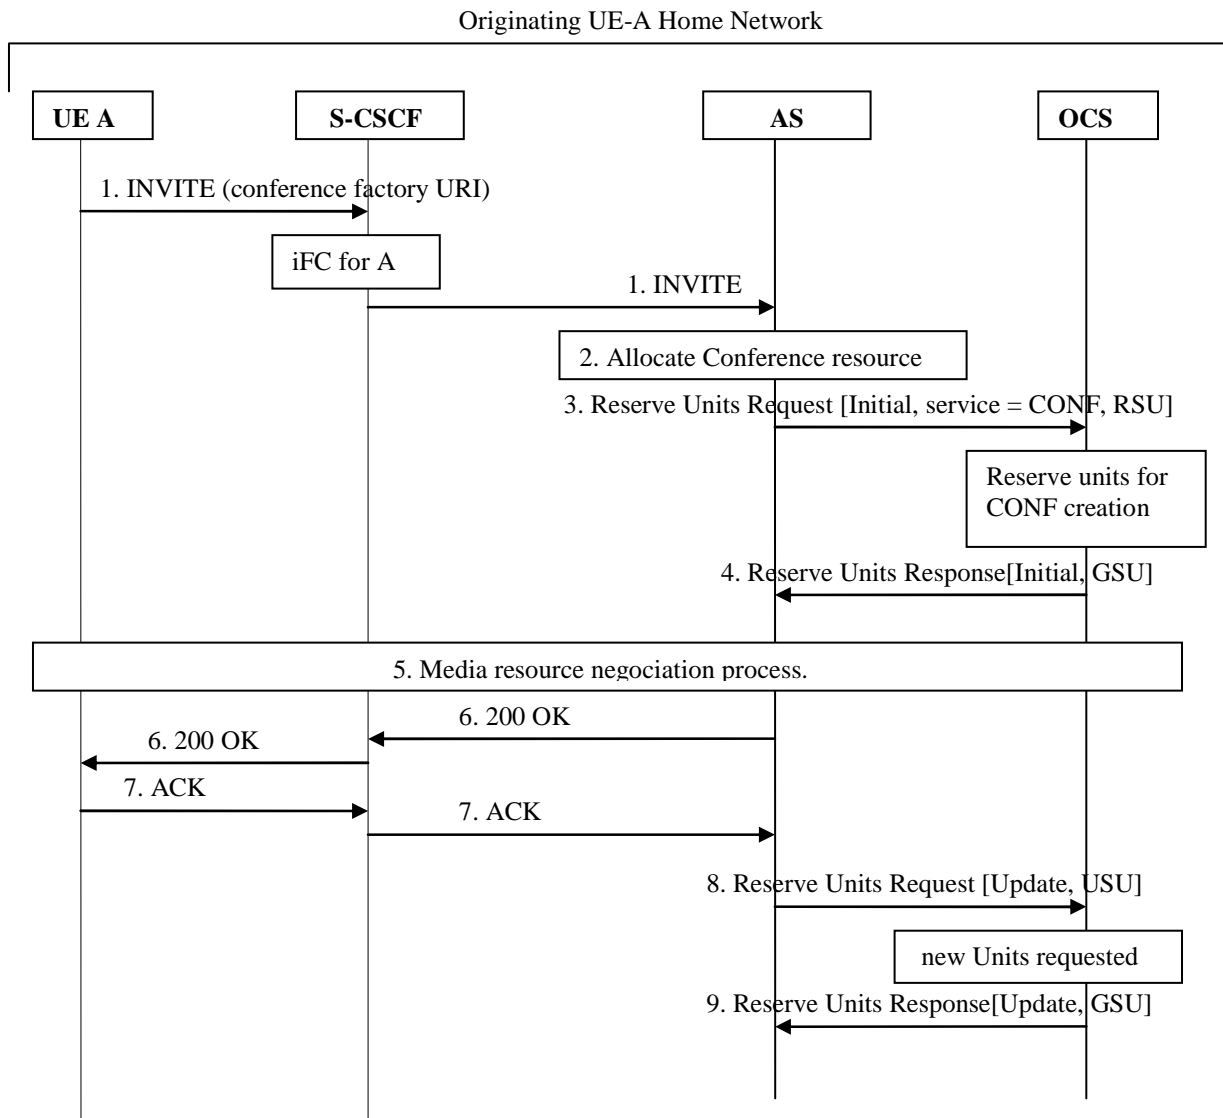 Originating UE-A Home Network
UE A
S-CSCF
AS
OCS
1. INVITE (conference factory URI)
iFC for A
1. INVITE
2. Allocate Conference resource
3. Reserve Units Request [Initial, service = CONF, RSU]
Reserve units for
CONF creation
4. Reserve Units Response[Initial, GSU]
5. Media resource negociation process.
6. 200 OK
6. 200 OK
7. ACK
7. ACK
8. Reserve Units Request [Update, USU]
new Units requested
9. Reserve Units Response[Update, GSU]